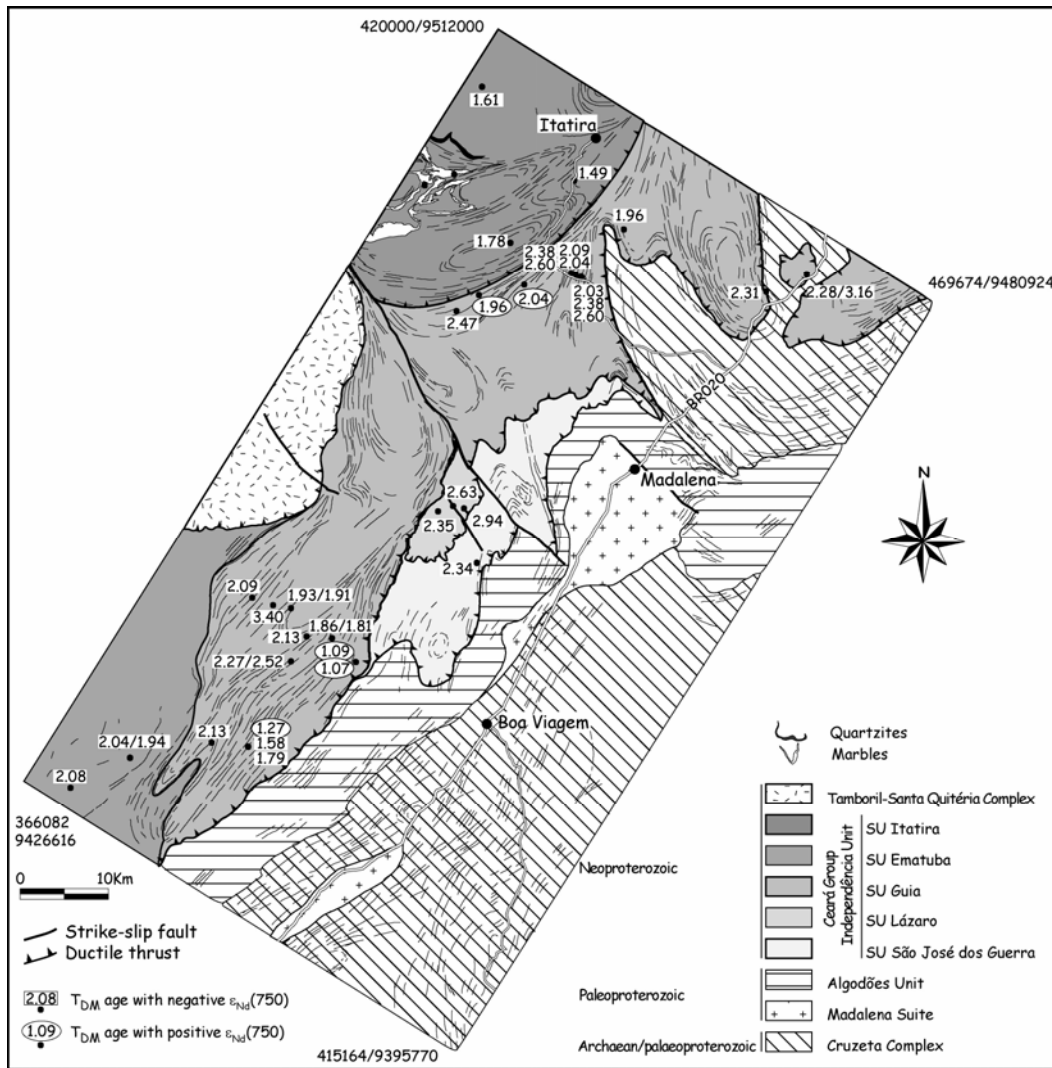 420000/9512000
1.61
Itatira
1.49
1.96
1.78
2.38 2.09
2.60 2.04
469674/9480924
2.31
2.28/3.16
2.03
2.38
2.60
1.96
2.04
2.47
BR020
Madalena
N
2.63
2.35
2.94
2.34
2.09
1.93/1.91
3.40
2.13
1.86/1.81
1.09
2.27/2.52
1.07
Boa Viagem
1.27
2.13
1.58
2.04/1.94
1.79
2.08
366082
9426616
0 10Km
Strike-slip fault
Ductile thrust
2.08 TDM age with negative εNd(750)
1.09 TDM age with positive εNd(750)
415164/9395770
Quartzites
Marbles
Neoproterozoic
Ceará Group
Independência Unit
Tamboril-Santa Quitéria Complex
SU Itatira
SU Ematuba
SU Guia
SU Lázaro
SU São José dos Guerra
Paleoproterozoic
Algodões Unit
Madalena Suite
Archaean/palaeoproterozoic
Cruzeta Complex